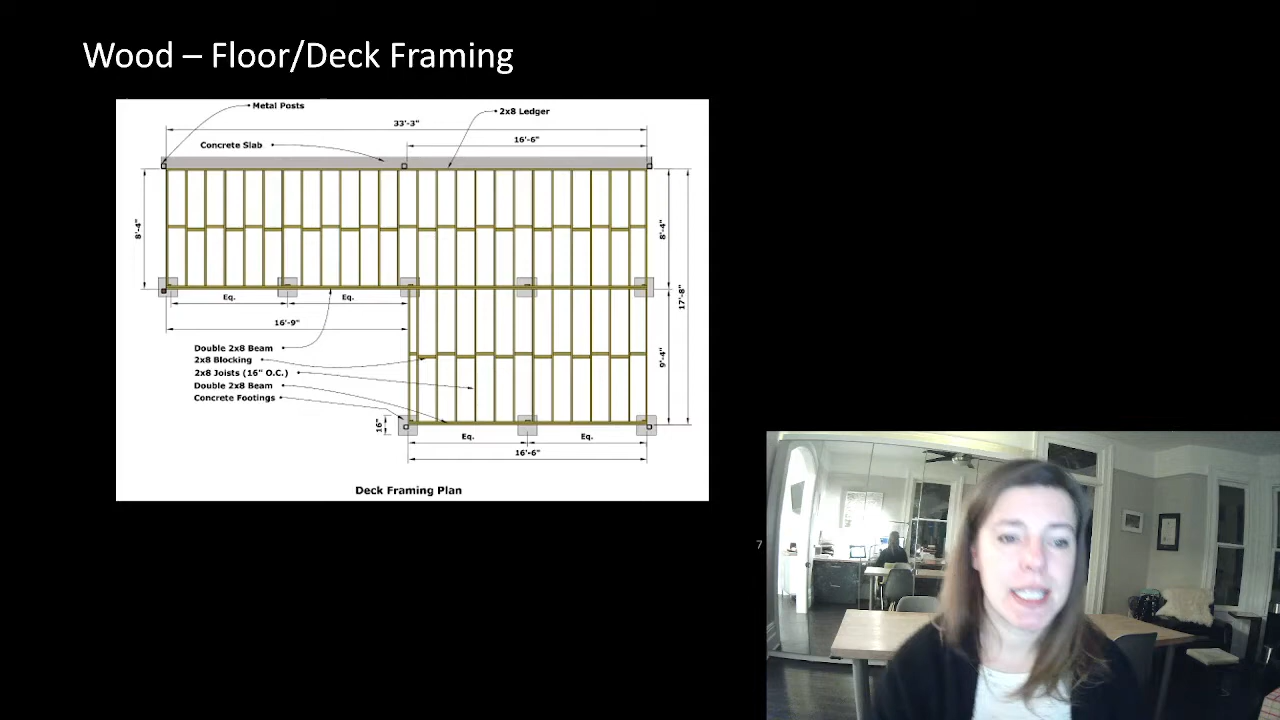 Wood – Floor/Deck Framing
Metal Posts
2x8 Ledger
33'-3"
16'-6"
Concrete Slab
8'-4"
8'-4"
17'-8"
Eq.
Eq.
16'-9"
Double 2x8 Beam
2x8 Blocking
2x8 Joists (16" O.C.)
Double 2x8 Beam
Concrete Footings
9'-4"
16"
Eq.
Eq.
16'-6"
Deck Framing Plan
7